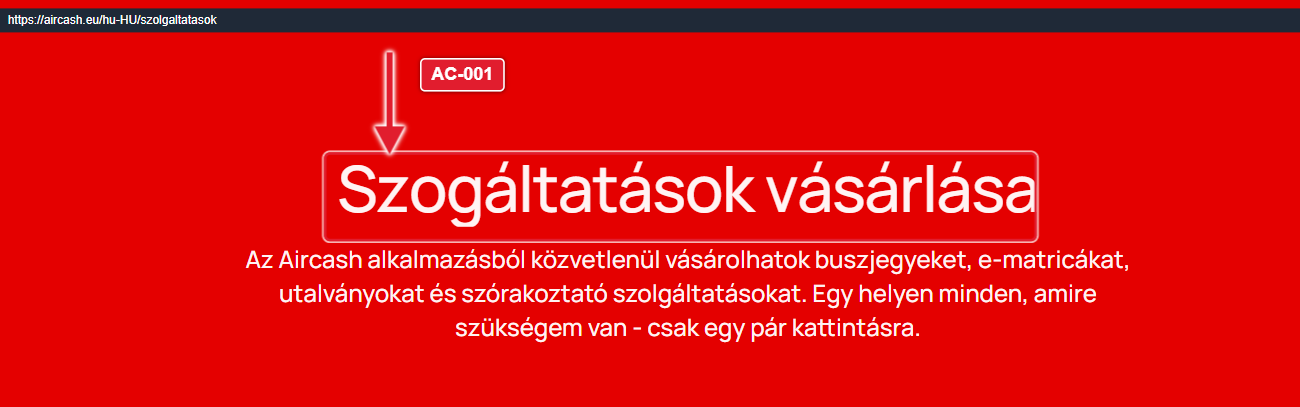 https://aircash.eu/hu-HU/szolgaltatasok
AC-001
Szogáltatások vásárlása
Az Aircash alkalmazásból közvetlenül vásárolhatok buszjegyeket, e-matricákat,
utalványokat és szórakoztató szolgáltatásokat. Egy helyen minden, amire
szükségem van - csak egy pár kattintásra.